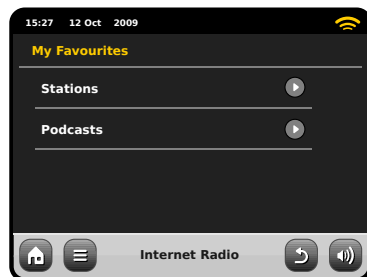 15:27 12 Oct 2009
My Favourites
Stations
Podcasts
Internet Radio